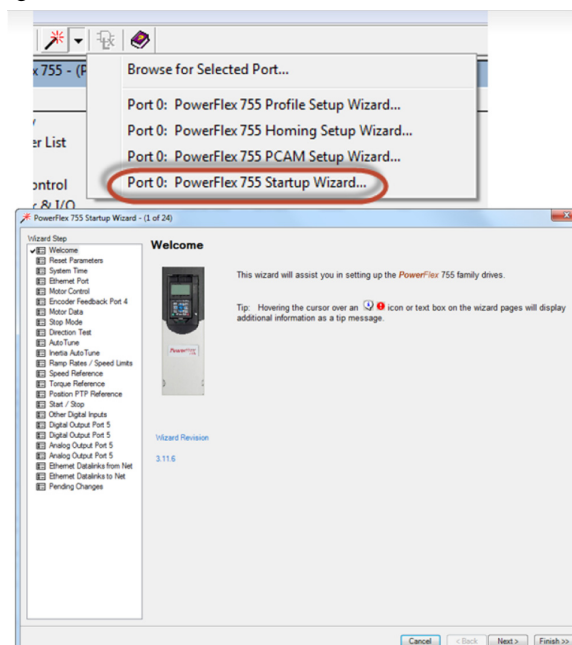 x 755 - (P
Browse for Selected Port...
Port 0: PowerFlex 755 Profile Setup Wizard...
er List
Port 0: PowerFlex 755 Homing Setup Wizard...
Port 0: PowerFlex 755 PCAM Setup Wizard...
ontrol
Port 0: PowerFlex 755 Startup Wizard...
& I/O
PowerFlex 755 Startup Wizard - (1 of 24)
Wizard Step
Welcome
Reset Parameters
System Time
Ethernet Port
Motor Control
Encoder Feedback Port 4
Motor Data
Stop Mode
Direction Test
AutoTune
Inertia AutoTune
Ramp Rates / Speed Limits
Speed Reference
Torque Reference
Position PTP Reference
Start / Stop
Other Digital Inputs
Digital Output Port 5
Digital Output Port 5
Analog Output Port 5
Analog Output Port 5
Ethernet Datalinks from Net
Ethernet Datalinks to Net
Pending Changes
Welcome
This wizard will assist you in setting up the PowerFlex 755 family drives.
Tip: Hovering the cursor over an icon or text box on the wizard pages will display
additional information as a tip message.
PowerFlex
Wizard Revision
3.11.6
Cancel
< Back
Next >
Finish >>